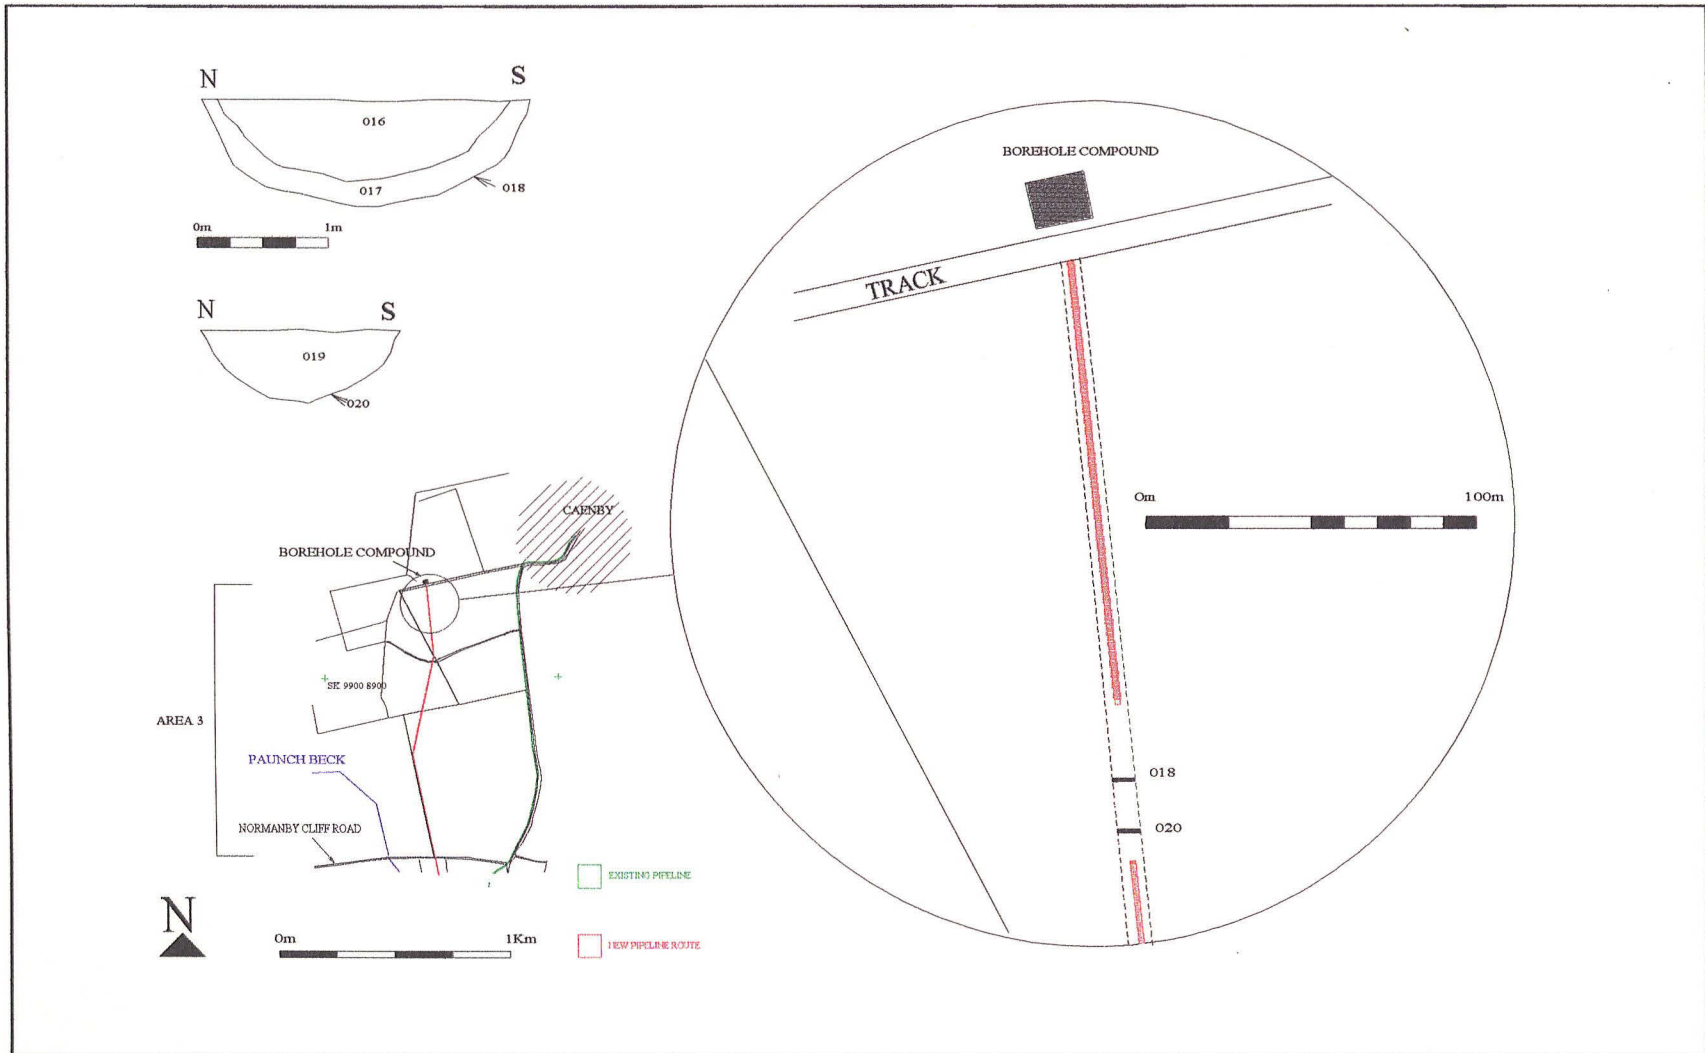 N
S
016
017
018
0m
1m
N
S
019
020
BOREHOLE COMPOUND
TRACK
0m
100m
018
020
CAENBY
BOREHOLE COMPOUND
SK 9900 8900
AREA 3
PAUNCH BECK
NORMANBY CLIFF ROAD
EXISTING PIPELINE
N
0m
1Km
NEW PIPELINE ROUTE